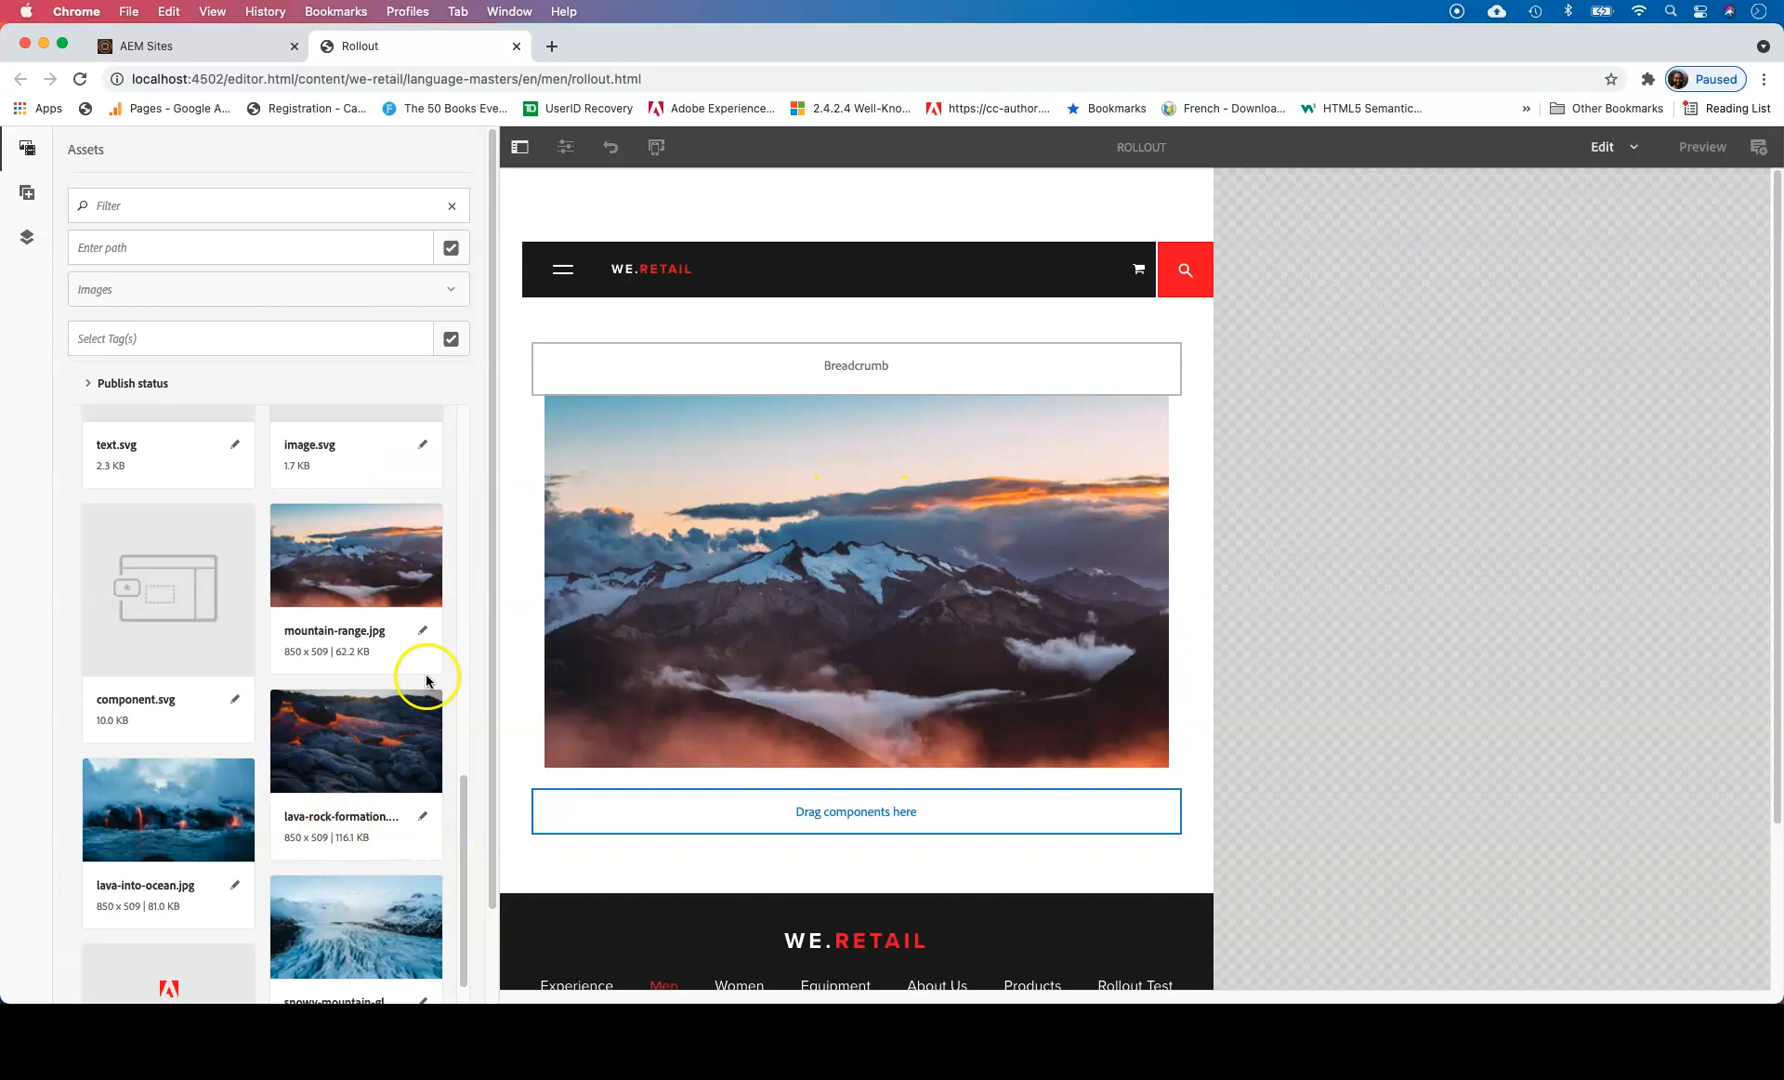 Chrome File Edit View History Bookmarks Profiles Tab Window Help
AEM Sites
Rollout
localhost:4502/editor.html/content/we-retail/language-masters/en/men/rollout.html
Paused
Apps
Pages - Google A...
Registration - Ca...
The 50 Books Eve...
UserID Recovery
Adobe Experience...
2.4.2.4 Well-Kno...
https://cc-author....
Bookmarks
French - Downloa...
HTML5 Semantic...
Other Bookmarks
Reading List
Assets
Filter
Enter path
Images
Select Tag(s)
Publish status
text.svg
2.3 KB
image.svg
1.7 KB
component.svg
10.0 KB
mountain-range.jpg
850 x 509 | 62.2 KB
lava-rock-formation....
850 x 509 | 116.1 KB
lava-into-ocean.jpg
850 x 509 | 81.0 KB
snowy-mountain-gl...
ROLLOUT
Edit
Preview
WE.RETAIL
Breadcrumb
Drag components here
WE.RETAIL
Experience Men Women Equipment About Us Products Rollout Test